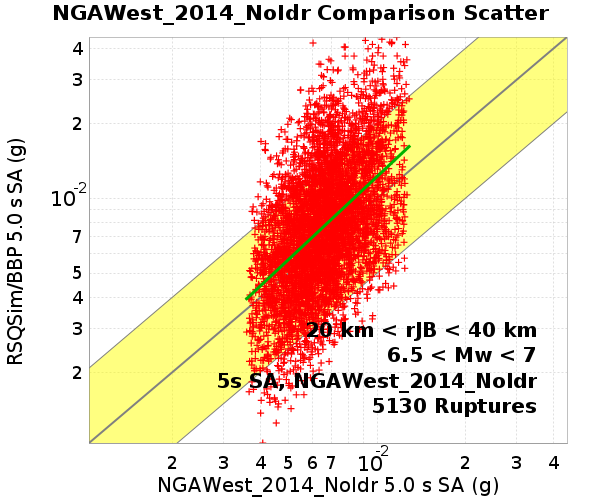 NGAWest_2014_NoIdr Comparison Scatter
RSQSim/BBP 5.0 s SA (g)
4
3
2
10-2
7
5
4
3
2
20 km < rJB < 40 km
6.5 < Mw < 7
5s SA, NGAWest_2014_NoIdr
5130 Ruptures
2 3 4 5 6 7 10-2 2 3 4
NGAWest_2014_NoIdr 5.0 s SA (g)